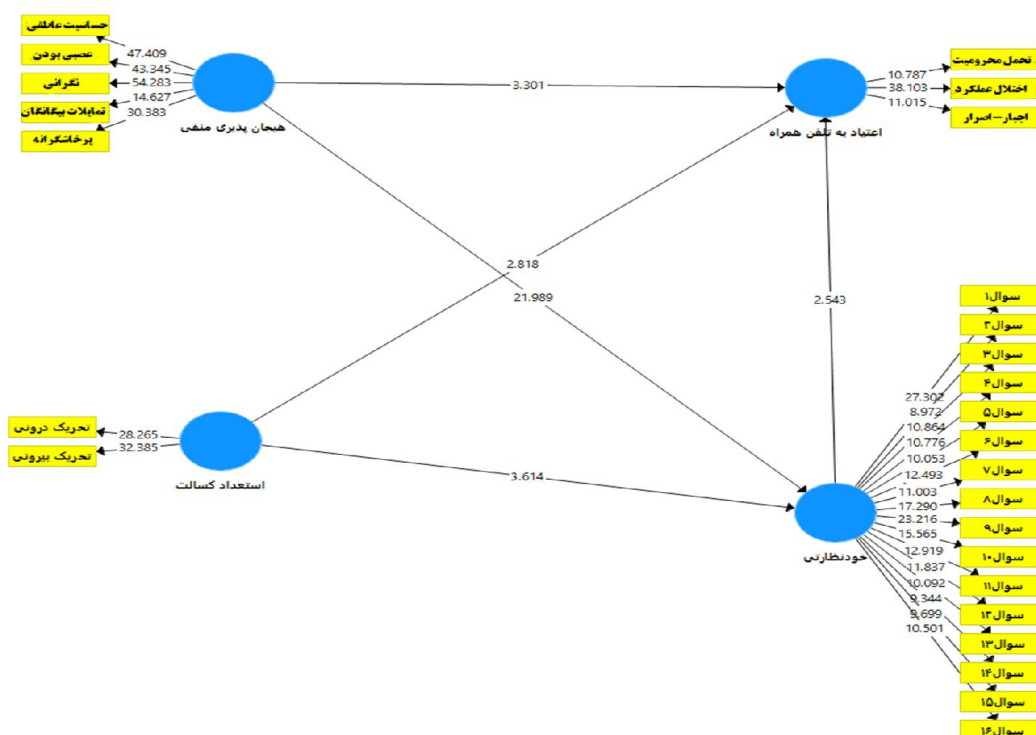 حساسیت عاطفی
عصبی بودن
نگرانی
تمایلات بیگانگان
پرخاشگرانه
47.409
43.345
54.283
14.627
30.383
هیجان پذیری منفی
3.301
تحمل محرومیت
اختلال عملکرد
اجبار-اصرار
10.787
38.103
11.015
اعتیاد به تلفن همراه
2.818
21.989
2.543
تحریک درونی
تحریک بیرونی
28.265
32.385
استعداد کسالت
3.614
خودنظارتی
27.302
8.972
10.864
10.776
10.053
12.493
11.003
17.290
23.216
15.565
12.919
11.837
10.092
9.344
9.699
10.501
سوال۱
سوال۲
سوال۳
سوال۴
سوال۵
سوال۶
سوال۷
سوال۸
سوال۹
سوال۱۰
سوال۱۱
سوال۱۲
سوال۱۳
سوال۱۴
سوال۱۵
سوال۱۶